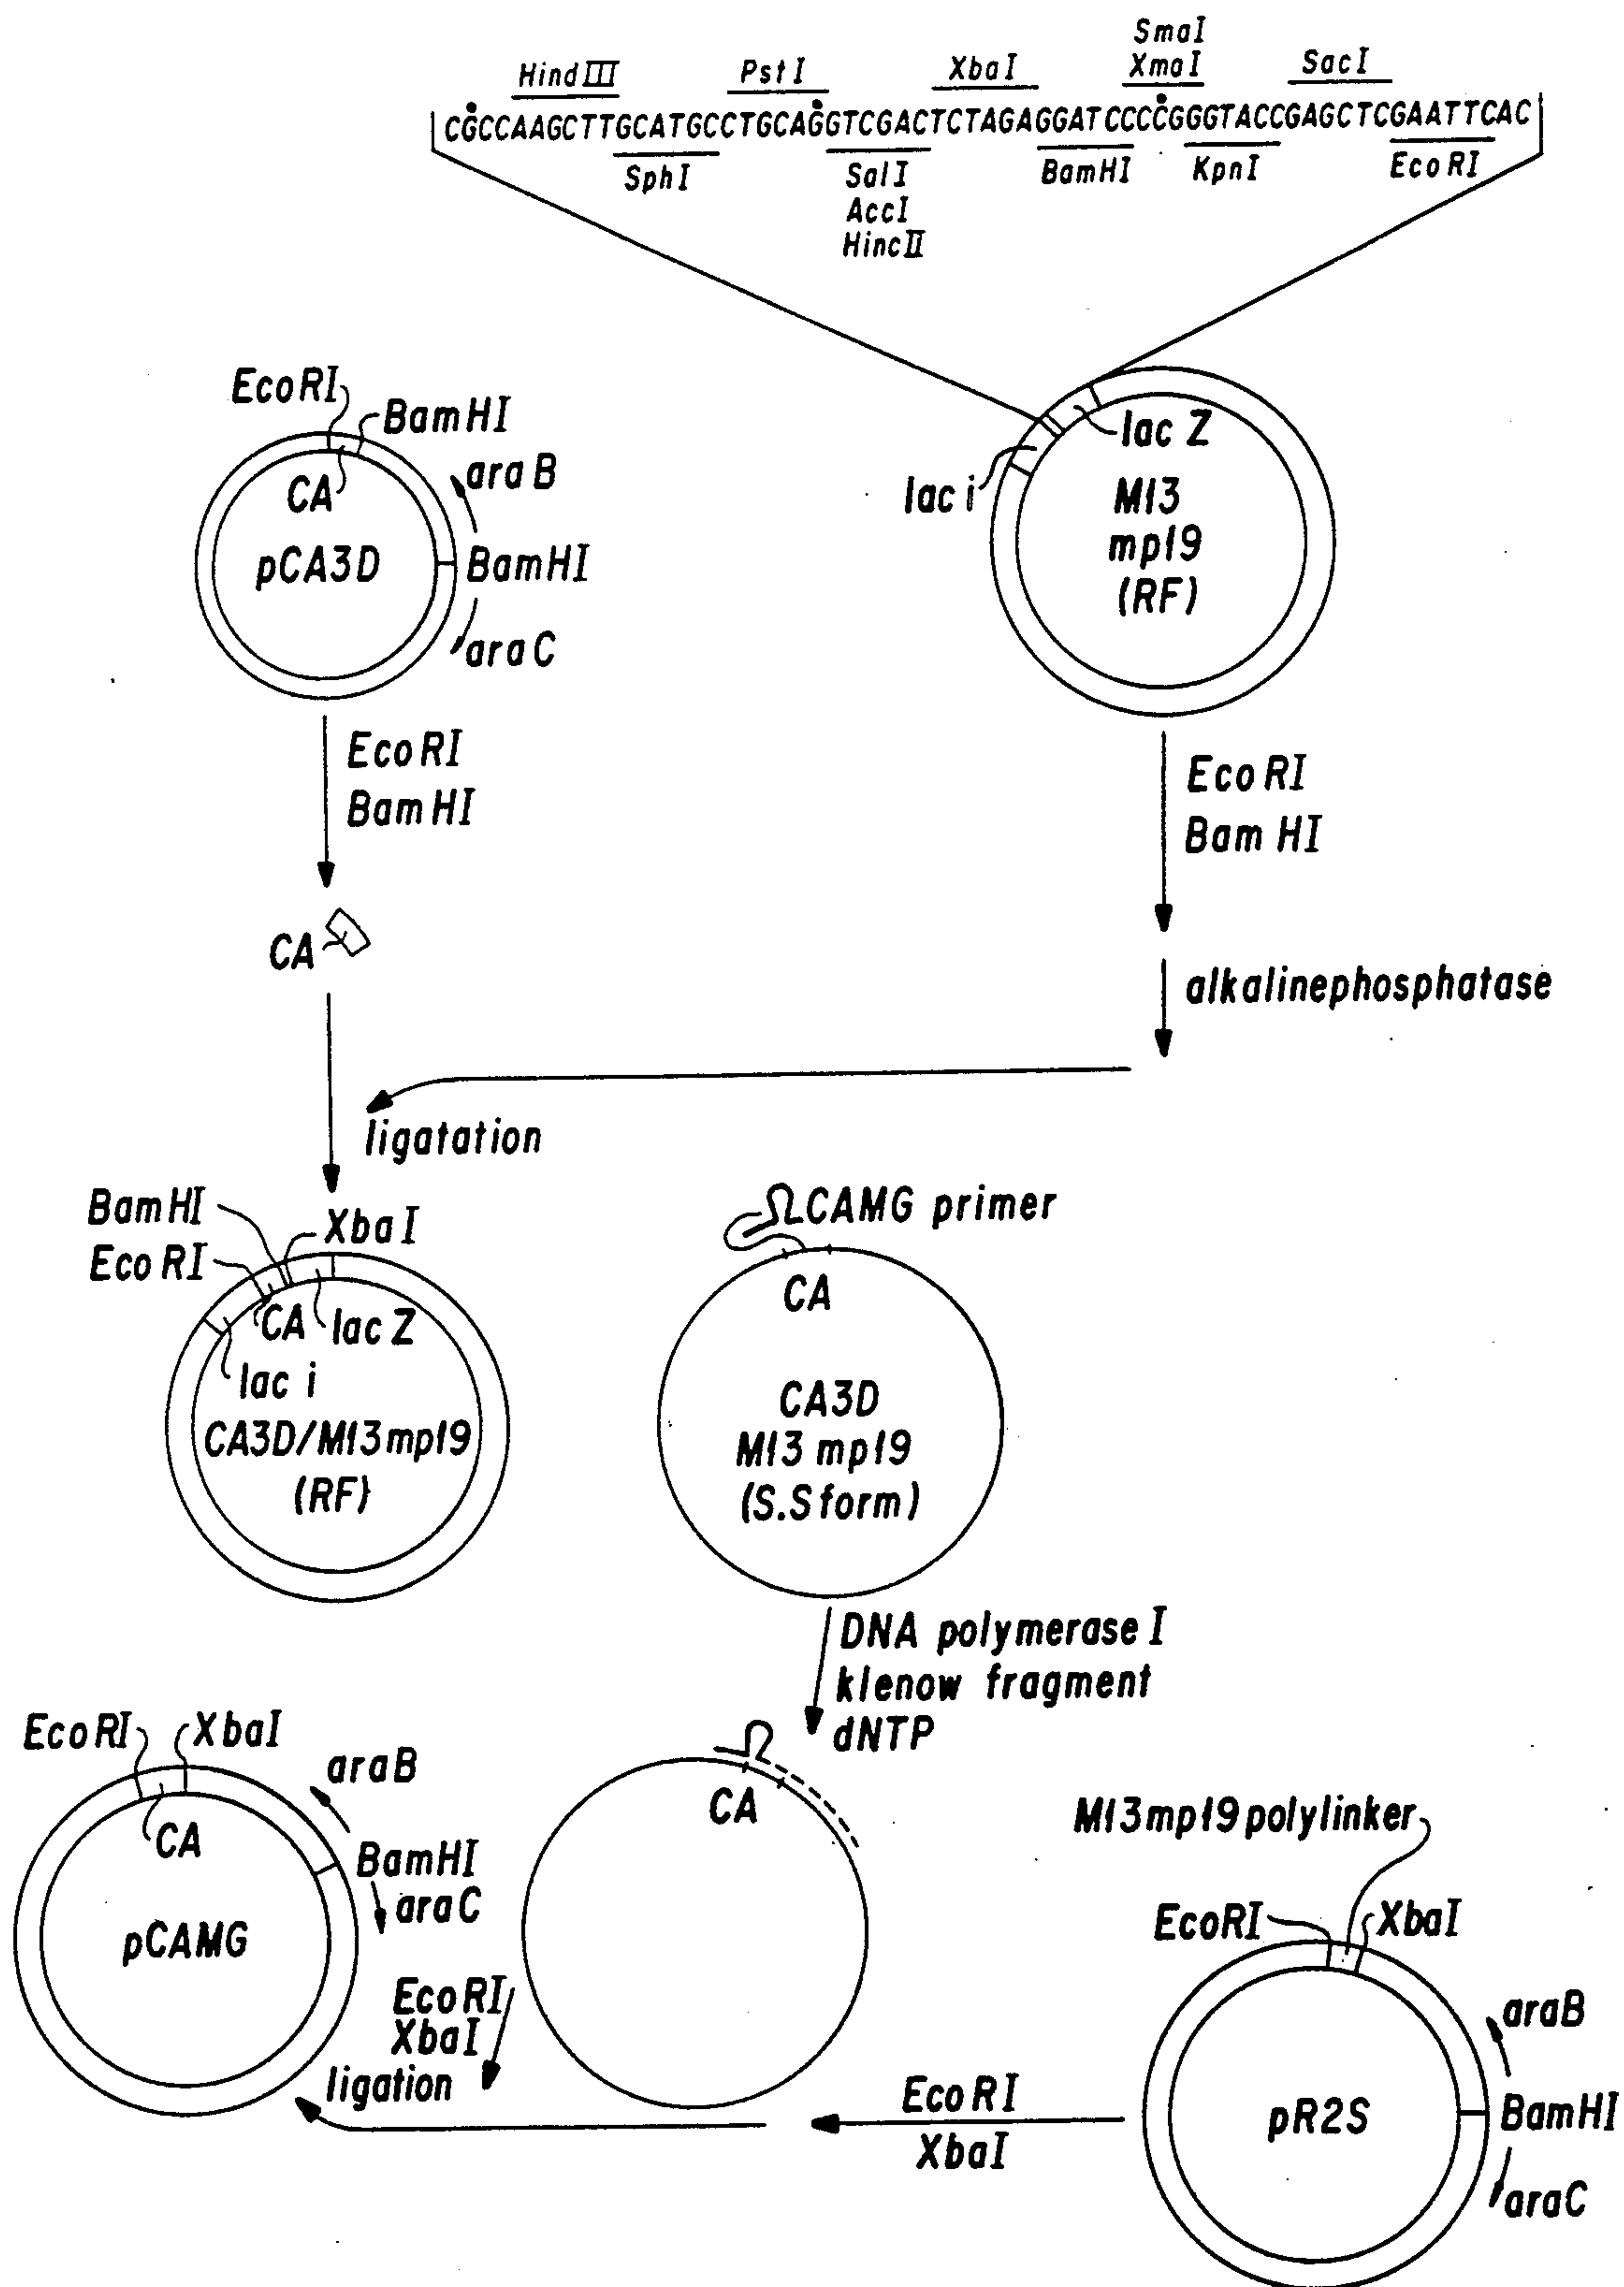 SmaI
HindIII PstI XbaI XmaI SacI
CGCCAAGCTTGCATGCCTGCAGGTCGACTCTAGAGGATCCCCGGGTACCGAGCTCGAATTCAC
SphI SalI BamHI KpnI EcoRI
AccI
HincII
EcoRI
BamHI
CA
araB
pCA3D
BamHI
araC
lac Z
lac i
M13
mp19
(RF)
EcoRI
BamHI
EcoRI
Bam HI
CA
alkalinephosphatase
ligatation
BamHI
XbaI
EcoRI
CA
lac Z
lac i
CA3D/M13mp19
(RF)
CAMG primer
CA
CA3D
M13 mp19
(S.S form)
DNA polymerase I
klenow fragment
dNTP
EcoRI
XbaI
araB
CA
BamHI
araC
pCAMG
CA
EcoRI
XbaI
ligation
M13mp19 polylinker
EcoRI
XbaI
araB
pR2S
BamHI
araC
EcoRI
XbaI